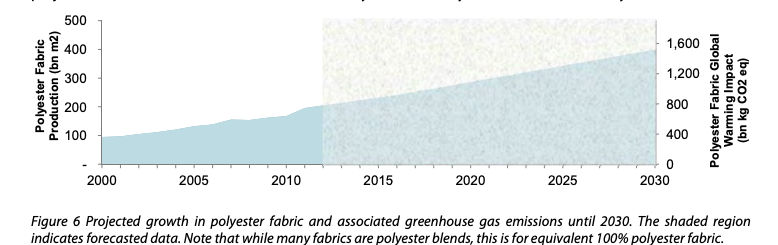 500
400
300
200
100
-
Polyester Fabric
Production (bn m2)
1,600
1,200
800
400
0
Polyester Fabric Global
Warming Impact
(bn kg CO2 eq)
2000 2005 2010 2015 2020 2025 2030
Figure 6 Projected growth in polyester fabric and associated greenhouse gas emissions until 2030. The shaded region
indicates forecasted data. Note that while many fabrics are polyester blends, this is for equivalent 100% polyester fabric.